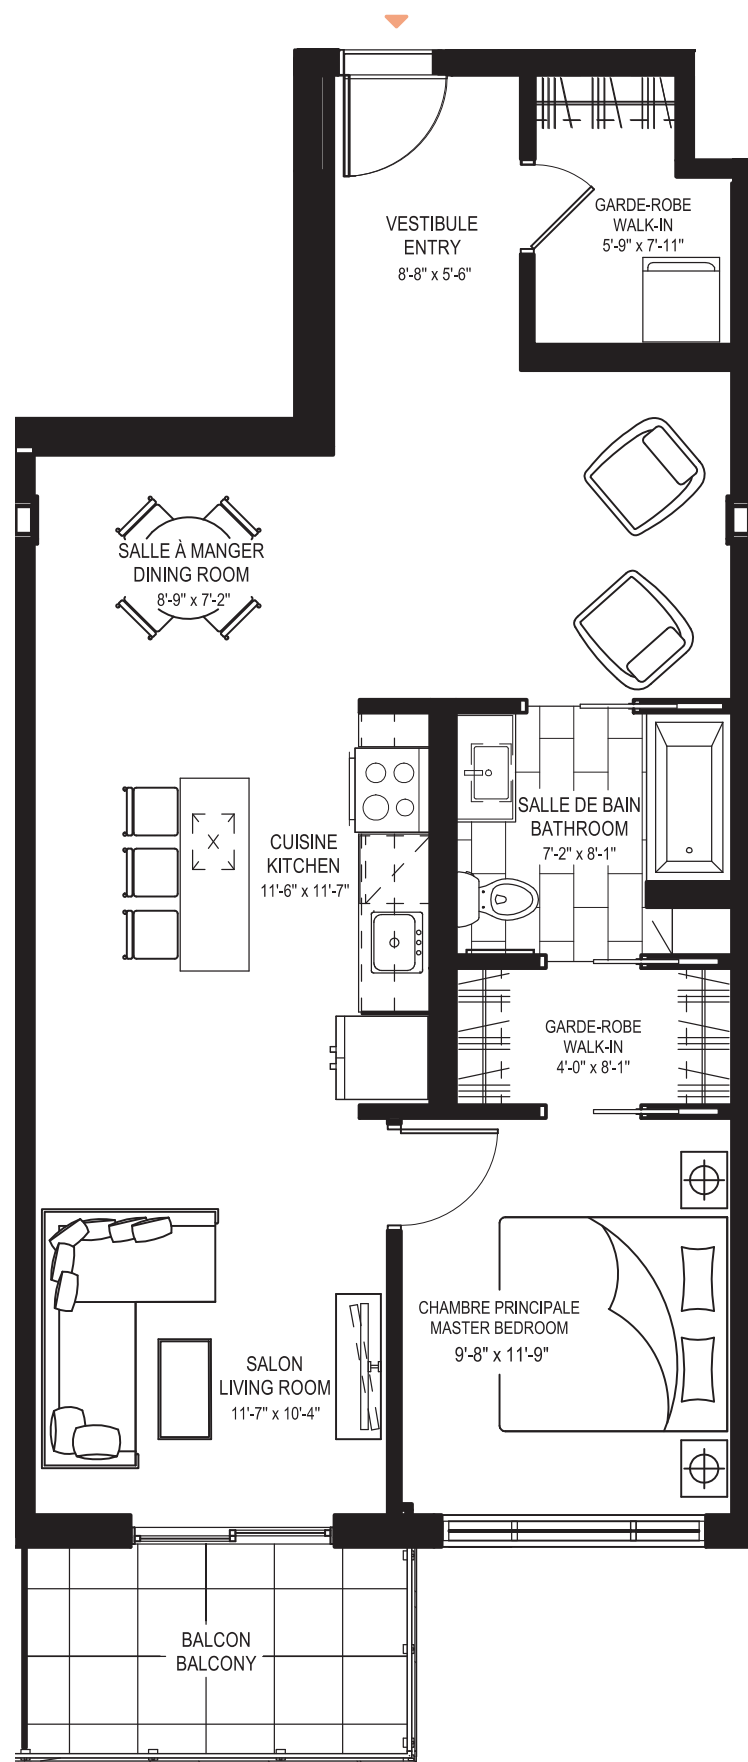 VESTIBULE
ENTRY
8'-8" x 5'-6"
GARDE-ROBE
WALK-IN
5'-9" x 7'-11"
SALLE À MANGER
DINING ROOM
8'-9" x 7'-2"
CUISINE
KITCHEN
11'-6" x 11'-7"
SALLE DE BAIN
BATHROOM
7'-2" x 8'-1"
GARDE-ROBE
WALK-IN
4'-0" x 8'-1"
CHAMBRE PRINCIPALE
MASTER BEDROOM
9'-8" x 11'-9"
SALON
LIVING ROOM
11'-7" x 10'-4"
BALCON
BALCONY